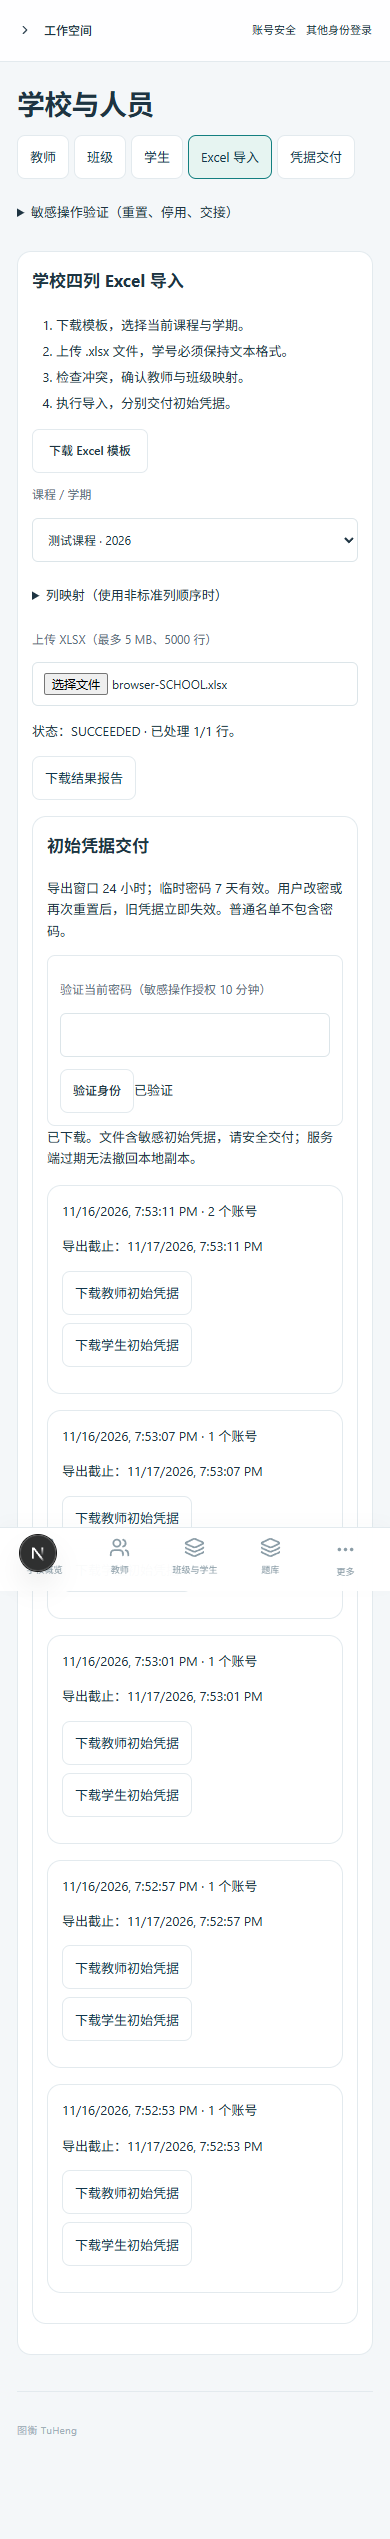 工作空间
账号安全 其他身份登录
学校与人员
教师 班级 学生 Excel 导入 凭据交付
敏感操作验证（重置、停用、交接）
学校四列 Excel 导入
1. 下载模板，选择当前课程与学期。
2. 上传 .xlsx 文件，学号必须保持文本格式。
3. 检查冲突，确认教师与班级映射。
4. 执行导入，分别交付初始凭据。
下载 Excel 模板
课程 / 学期
测试课程 · 2026
列映射（使用非标准列顺序时）
上传 XLSX（最多 5 MB、5000 行）
选择文件 browser-SCHOOL.xlsx
状态：SUCCEEDED · 已处理 1/1 行。
下载结果报告
初始凭据交付
导出窗口 24 小时；临时密码 7 天有效。用户改密或
再次重置后，旧凭据立即失效。普通名单不包含密
码。
验证当前密码（敏感操作授权 10 分钟）
验证身份 已验证
已下载。文件含敏感初始凭据，请安全交付；服务
端过期无法撤回本地副本。
11/16/2026, 7:53:11 PM · 2 个账号
导出截止：11/17/2026, 7:53:11 PM
下载教师初始凭据
下载学生初始凭据
11/16/2026, 7:53:07 PM · 1 个账号
导出截止：11/17/2026, 7:53:07 PM
下载教师初始凭据
N
概览 教师 班级与学生 题库 更多
11/16/2026, 7:53:01 PM · 1 个账号
导出截止：11/17/2026, 7:53:01 PM
下载教师初始凭据
下载学生初始凭据
11/16/2026, 7:52:57 PM · 1 个账号
导出截止：11/17/2026, 7:52:57 PM
下载教师初始凭据
下载学生初始凭据
11/16/2026, 7:52:53 PM · 1 个账号
导出截止：11/17/2026, 7:52:53 PM
下载教师初始凭据
下载学生初始凭据
图衡 TuHeng